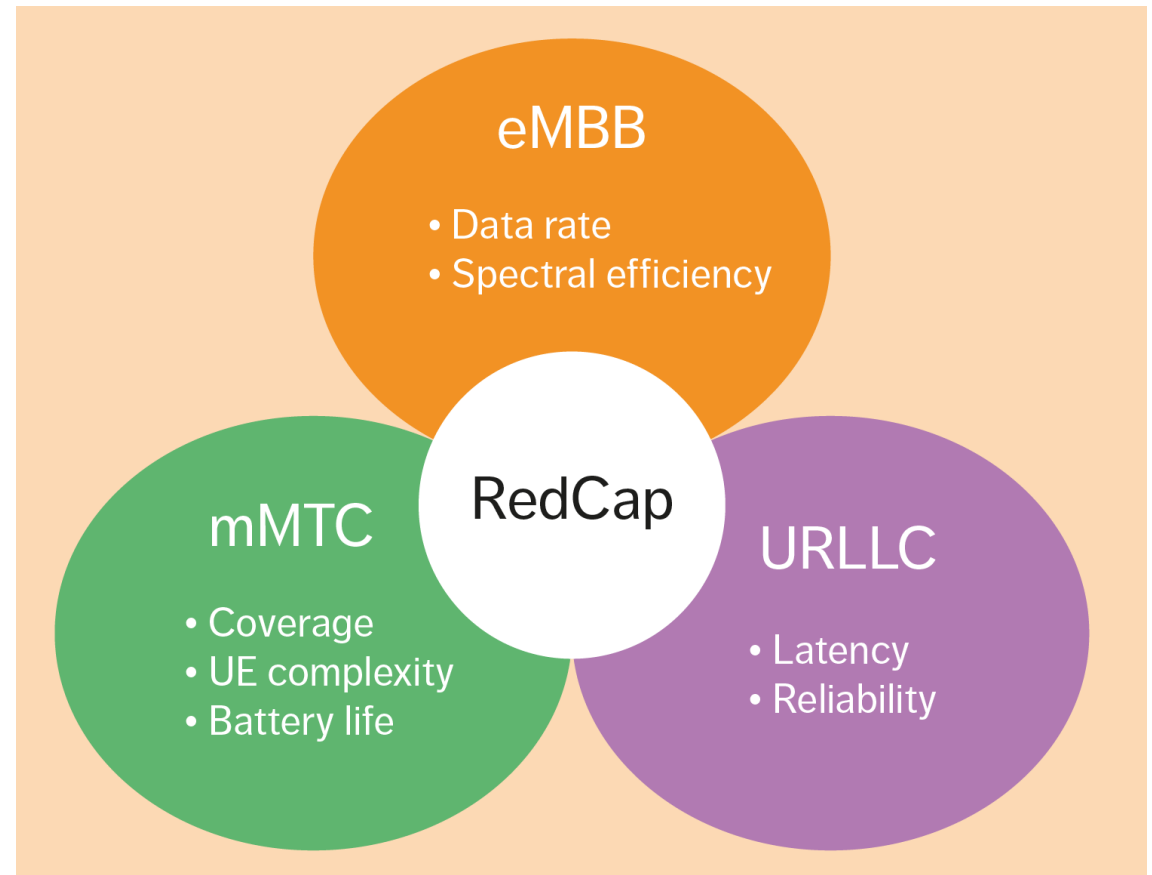 eMBB
• Data rate
• Spectral efficiency
RedCap
mMTC
• Coverage
• UE complexity
• Battery life
URLLC
• Latency
• Reliability